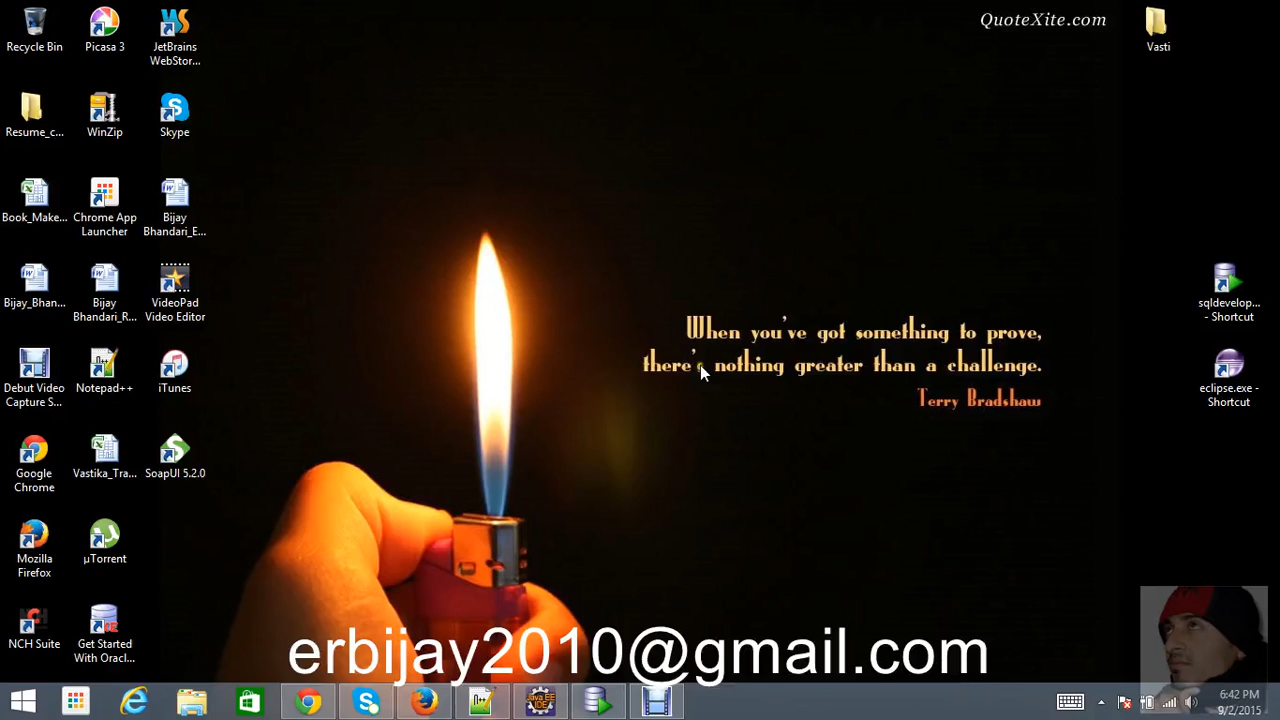 QuoteXite.com
Recycle Bin
Picasa 3
JetBrains
WebStor...
Vasti
Resume_c...
WinZip
Skype
Book_Make...
Chrome App
Launcher
Bijay
Bhandari_E...
Bijay_Bhan...
Bijay
Bhandari_R...
VideoPad
Video Editor
sqldevelop...
- Shortcut
When you've got something to prove,
there's nothing greater than a challenge.
Terry Bradshaw
Debut Video
Capture S...
Notepad++
iTunes
eclipse.exe -
Shortcut
Google
Chrome
Vastika_Tra...
SoapUI 5.2.0
Mozilla
Firefox
µTorrent
NCH Suite
Get Started
With Oracl...
erbijay2010@gmail.com
Java EE
IDE
6:42 PM
9/2/2015